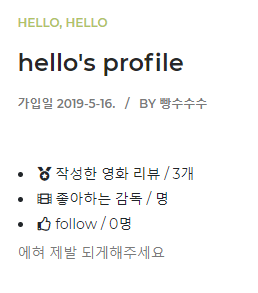 HELLO, HELLO
hello's profile
가입일 2019-5-16. / BY 빵수수수
작성한 영화 리뷰 / 3개
좋아하는 감독 / 명
follow / 0명
에혀 제발 되게해주세요